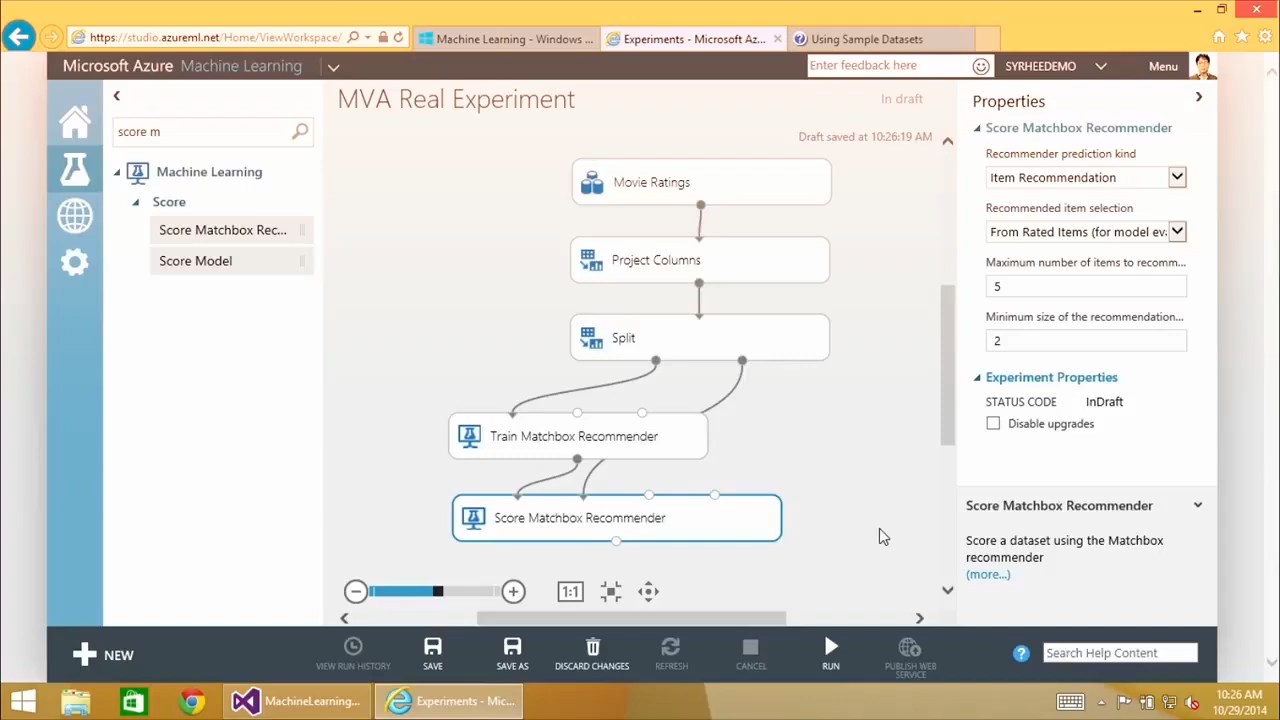 https://studio.azureml.net/Home/ViewWorkspace/
Machine Learning - Windows ...
Experiments - Microsoft Az...
Using Sample Datasets
Microsoft Azure Machine Learning
Enter feedback here
SYRHEEDEMO
Menu
score m
Machine Learning
Score
Score Matchbox Rec...
Score Model
MVA Real Experiment
In draft
Draft saved at 10:26:19 AM
Movie Ratings
Project Columns
Split
Train Matchbox Recommender
Score Matchbox Recommender
1:1
Properties
Score Matchbox Recommender
Recommender prediction kind
Item Recommendation
Recommended item selection
From Rated Items (for model eva
Maximum number of items to recomm...
5
Minimum size of the recommendation...
2
Experiment Properties
STATUS CODE InDraft
Disable upgrades
Score Matchbox Recommender
Score a dataset using the Matchbox
recommender
(more...)
NEW
VIEW RUN HISTORY
SAVE
SAVE AS
DISCARD CHANGES
REFRESH
CANCEL
RUN
PUBLISH WEB
SERVICE
Search Help Content
MachineLearning...
Experiments - Mic...
10:26 AM
10/29/2014